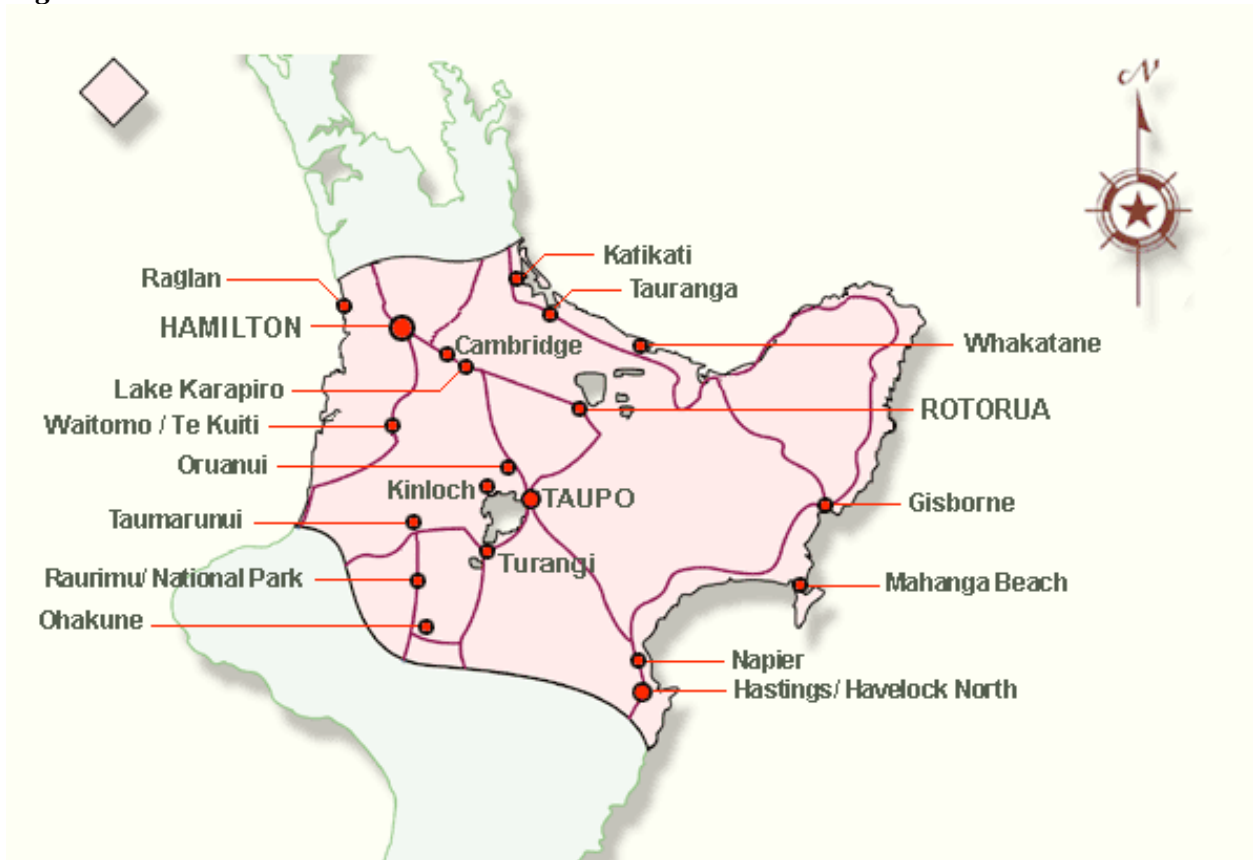 N
Katikati
Raglan
Tauranga
HAMILTON
Whakatane
Cambridge
Lake Karapiro
ROTORUA
Waitomo / Te Kuiti
Oruanui
Kinloch
TAUPO
Gisborne
Taumarunui
Turangi
Raurimu/ National Park
Mahanga Beach
Ohakune
Napier
Hastings/ Havelock North